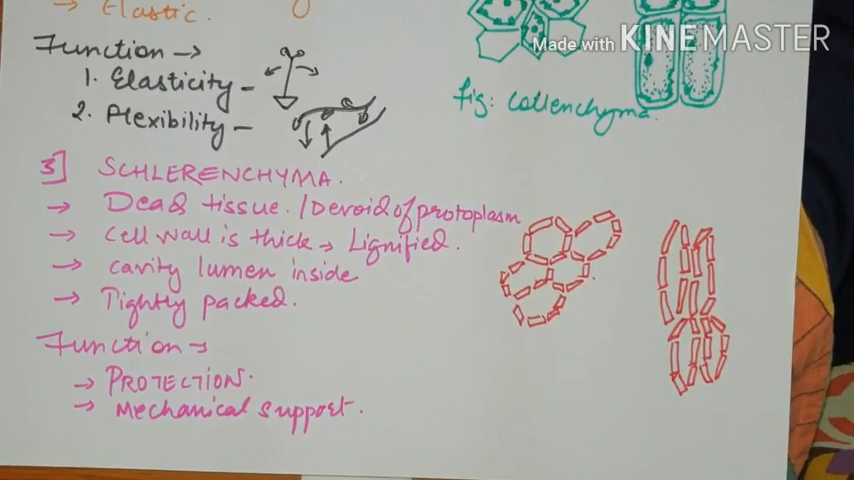 → Elastic.
Made with KINEMASTER
Function →
1. Elasticity -
2. Flexibility -
fig: collenchyma.
3] SCHLERENCHYMA.
→ Dead tissue. / Devoid of protoplasm
→ Cell wall is thick → Lignified.
→ cavity lumen inside
→ Tightly packed.
Function →
→ PROTECTION.
→ Mechanical support.